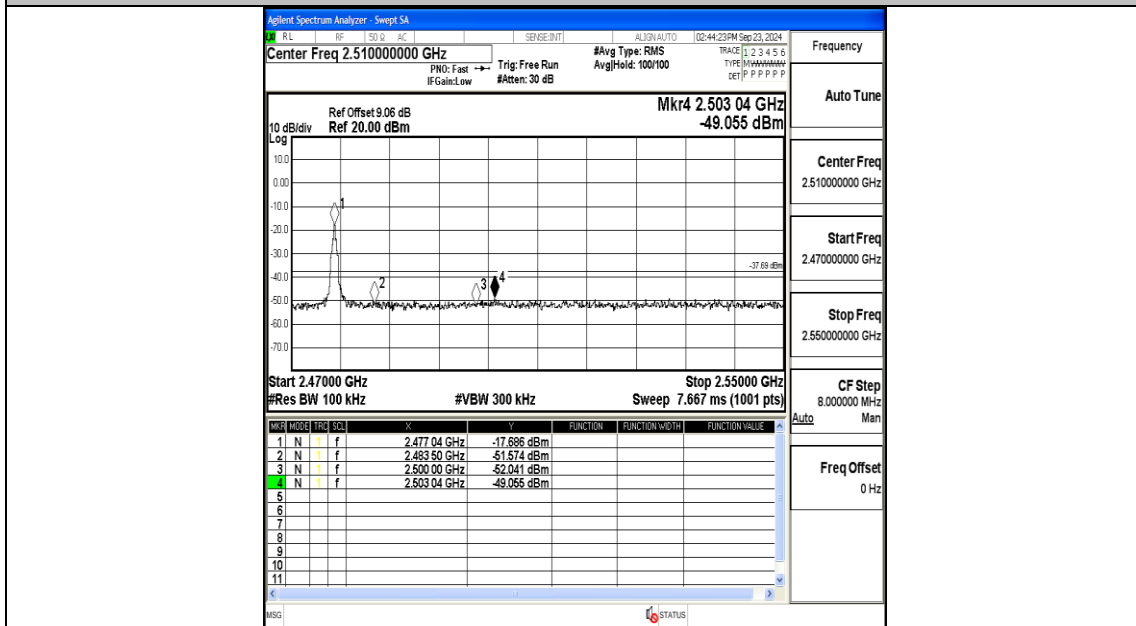 Agilent Spectrum Analyzer - Swept SA
RL RF 50 Ω AC SENSE:INT ALIGN AUTO 02:44:23PM Sep 23, 2024
Center Freq 2.510000000 GHz
PNO: Fast
IFGain:Low
Trig: Free Run
#Atten: 30 dB
#Avg Type: RMS
Avg|Hold: 100/100
TRACE 1 2 3 4 5 6
TYPE M
DET P P P P P P
Ref Offset 9.06 dB
10 dB/div Ref 20.00 dBm
Log
Mkr4 2.503 04 GHz
-49.055 dBm
10.0
0.00
-10.0
-20.0
-30.0
-40.0
-50.0
-60.0
-70.0
1
2
3
4
-37.69 dBm
Start 2.47000 GHz Stop 2.55000 GHz
#Res BW 100 kHz #VBW 300 kHz Sweep 7.667 ms (1001 pts)
MKR MODE TRC SCL X Y FUNCTION FUNCTION WIDTH FUNCTION VALUE
1 N 1 f 2.477 04 GHz -17.686 dBm
2 N 1 f 2.483 50 GHz -51.574 dBm
3 N 1 f 2.500 00 GHz -52.041 dBm
4 N 1 f 2.503 04 GHz -49.055 dBm
5
6
7
8
9
10
11
MSG STATUS
Frequency
Auto Tune
Center Freq
2.510000000 GHz
Start Freq
2.470000000 GHz
Stop Freq
2.550000000 GHz
CF Step
8.000000 MHz
Auto Man
Freq Offset
0 Hz